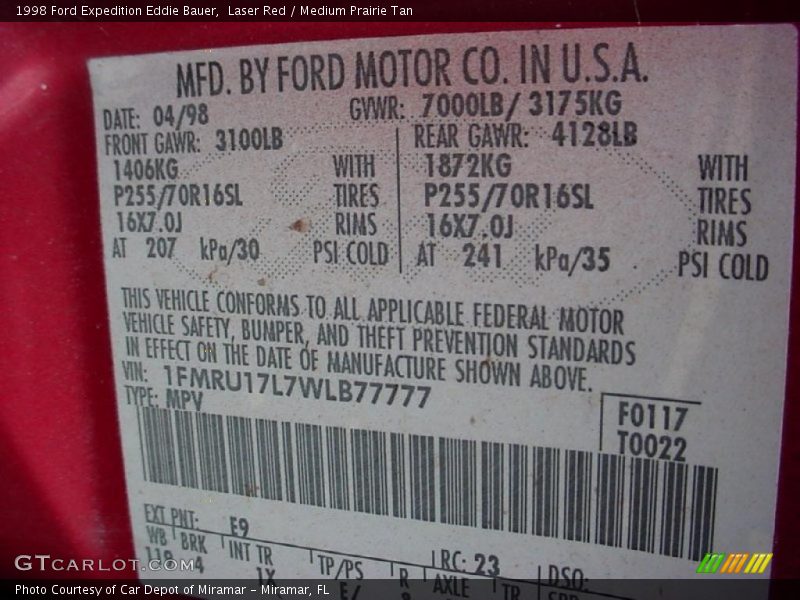 1998 Ford Expedition Eddie Bauer, Laser Red / Medium Prairie Tan
MFD. BY FORD MOTOR CO. IN U.S.A.
DATE: 04/98 GVWR: 7000LB/ 3175KG
FRONT GAWR: 3100LB REAR GAWR: 4128LB
1406KG WITH 1872KG WITH
P255/70R16SL TIRES P255/70R16SL TIRES
16X7.0J RIMS 16X7.0J RIMS
AT 207 kPa/30 PSI COLD AT 241 kPa/35 PSI COLD
THIS VEHICLE CONFORMS TO ALL APPLICABLE FEDERAL MOTOR
VEHICLE SAFETY, BUMPER, AND THEFT PREVENTION STANDARDS
IN EFFECT ON THE DATE OF MANUFACTURE SHOWN ABOVE.
VIN: 1FMRU17L7WLB77777
TYPE: MPV
F0117
T0022
EXT PNT: E9 RC: 23 DSO:
WB BRK INT TR TP/PS R AXLE TR
119 4
GTCARLOT.COM
Photo Courtesy of Car Depot of Miramar - Miramar, FL